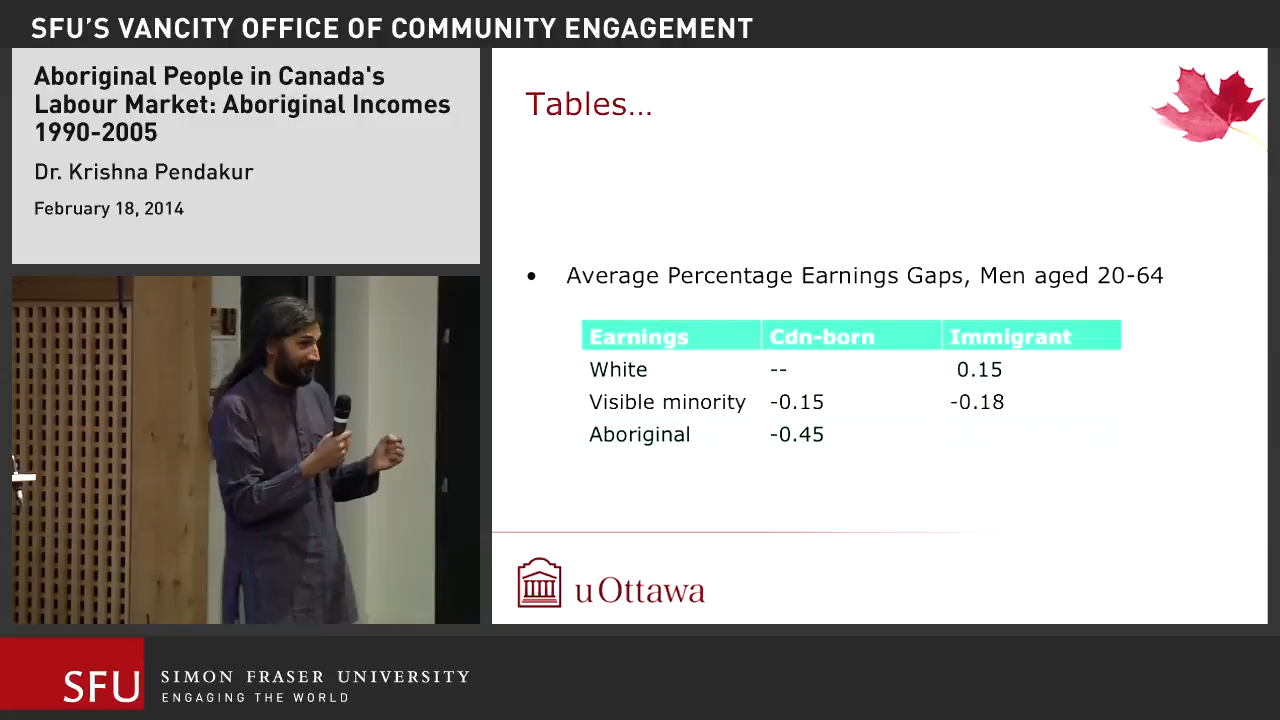 SFU'S VANCITY OFFICE OF COMMUNITY ENGAGEMENT
Aboriginal People in Canada's
Labour Market: Aboriginal Incomes
1990-2005
Dr. Krishna Pendakur
February 18, 2014
Tables...
• Average Percentage Earnings Gaps, Men aged 20-64
Earnings Cdn-born Immigrant
White -- 0.15
Visible minority -0.15 -0.18
Aboriginal -0.45
uOttawa
SFU SIMON FRASER UNIVERSITY
ENGAGING THE WORLD